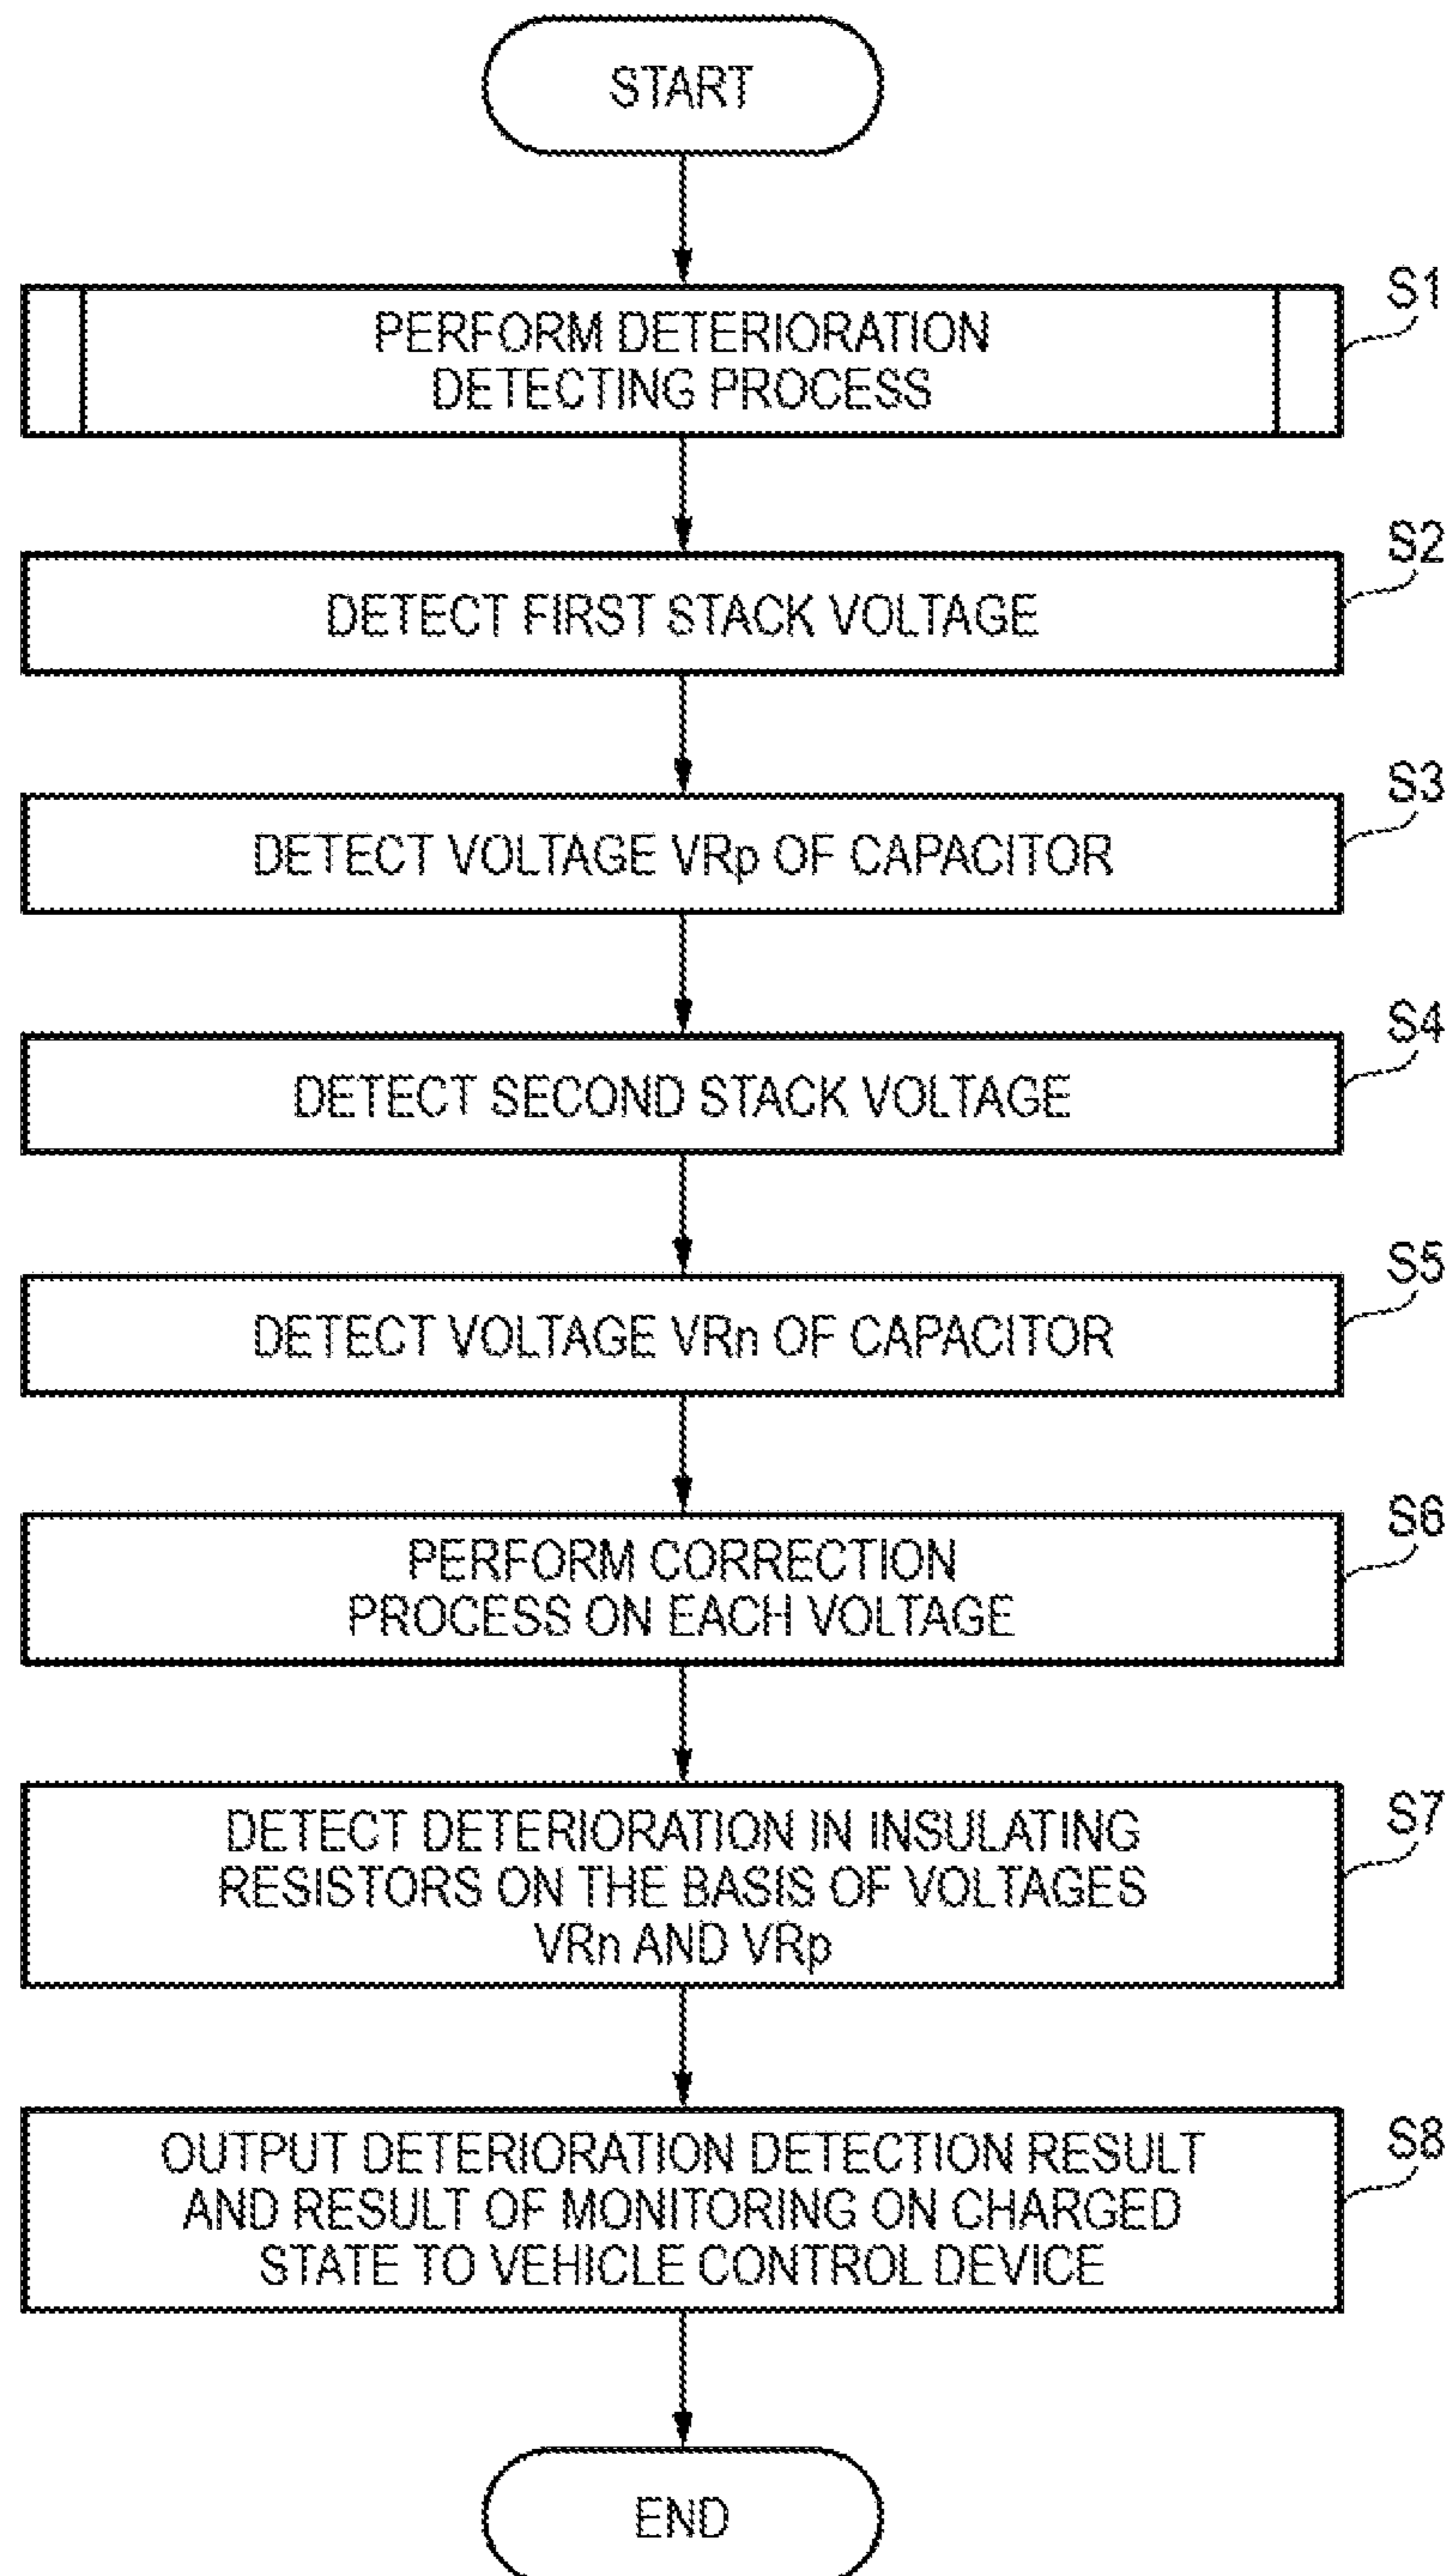 START
S1
PERFORM DETERIORATION
DETECTING PROCESS
S2
DETECT FIRST STACK VOLTAGE
S3
DETECT VOLTAGE VRp OF CAPACITOR
S4
DETECT SECOND STACK VOLTAGE
S5
DETECT VOLTAGE VRn OF CAPACITOR
S6
PERFORM CORRECTION
PROCESS ON EACH VOLTAGE
S7
DETECT DETERIORATION IN INSULATING
RESISTORS ON THE BASIS OF VOLTAGES
VRn AND VRp
S8
OUTPUT DETERIORATION DETECTION RESULT
AND RESULT OF MONITORING ON CHARGED
STATE TO VEHICLE CONTROL DEVICE
END